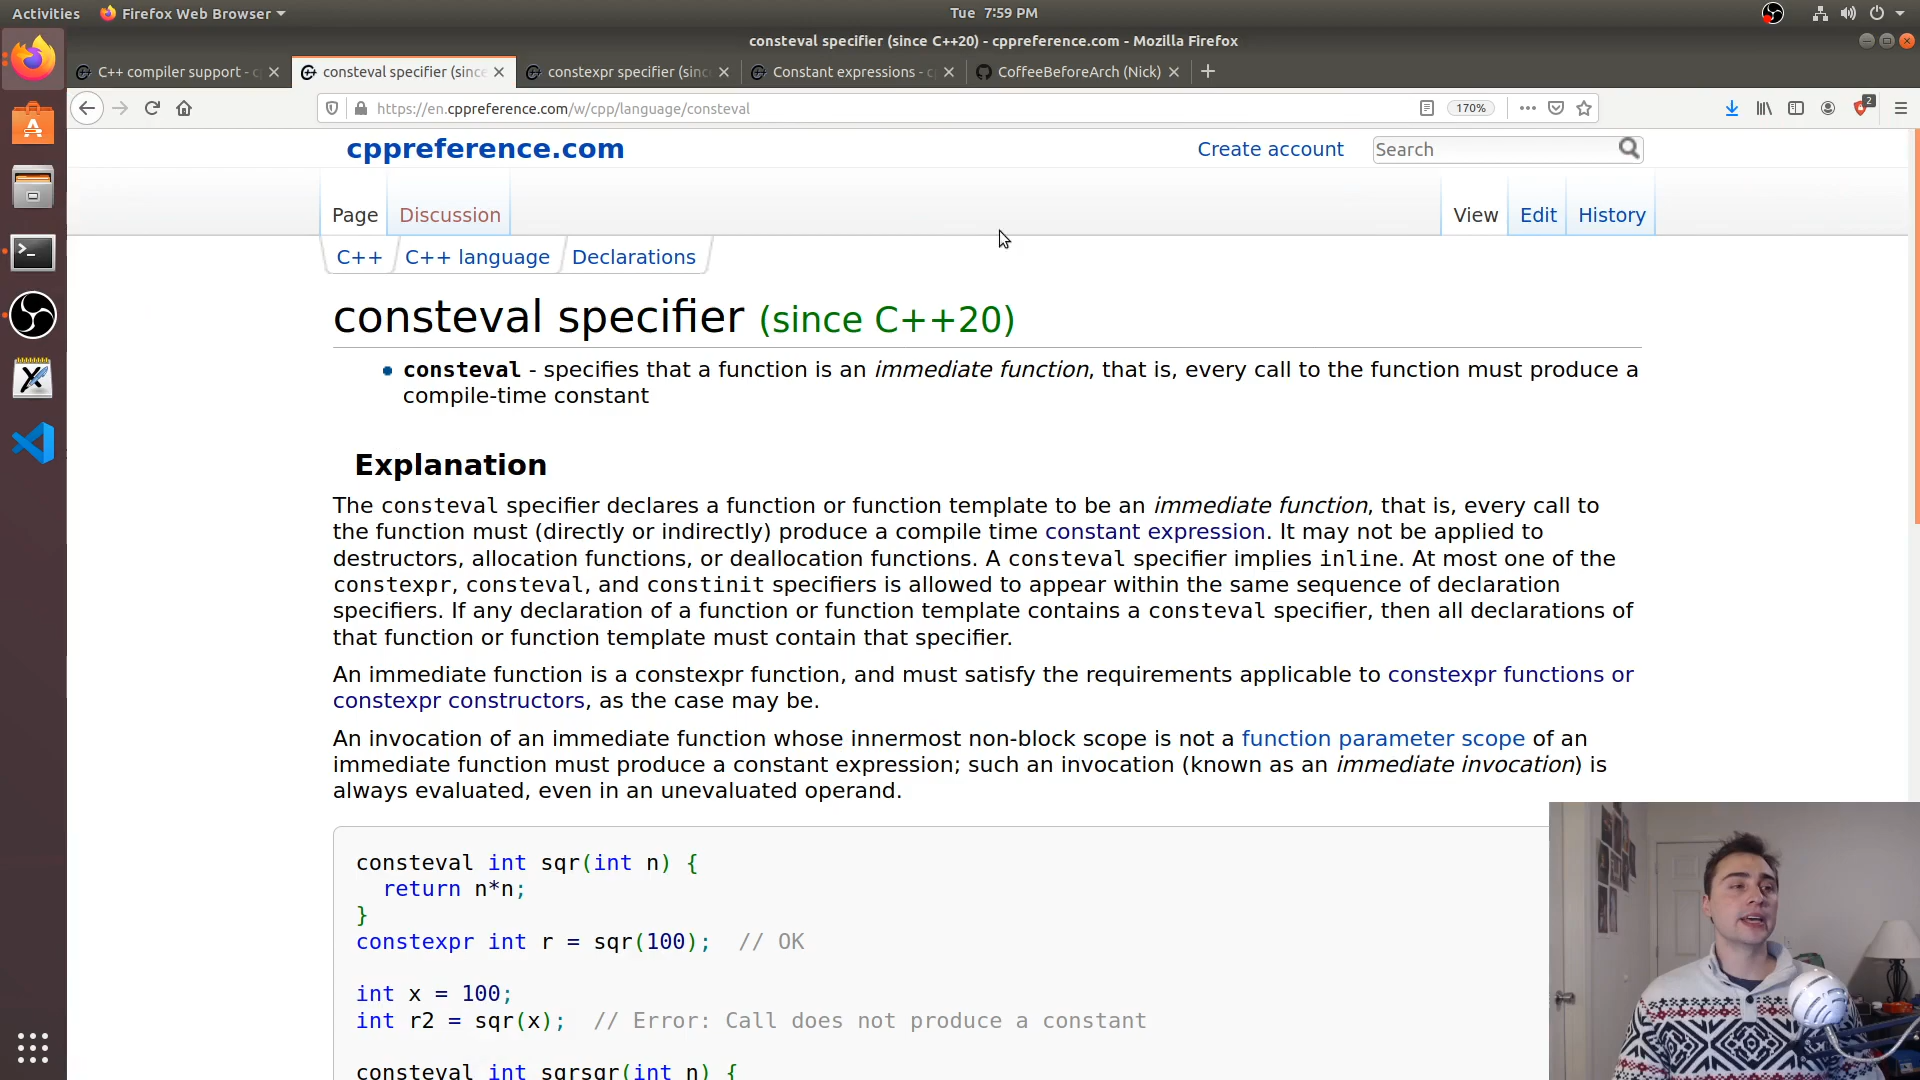 Activities
Firefox Web Browser
Tue 7:59 PM
consteval specifier (since C++20) - cppreference.com - Mozilla Firefox
C++ compiler support - c
consteval specifier (since
constexpr specifier (sinc
Constant expressions - c
CoffeeBeforeArch (Nick)
https://en.cppreference.com/w/cpp/language/consteval
170%
2
cppreference.com
Create account
Search
Page
Discussion
View
Edit
History
C++
C++ language
Declarations
consteval specifier (since C++20)
consteval - specifies that a function is an immediate function, that is, every call to the function must produce a
compile-time constant
Explanation
The consteval specifier declares a function or function template to be an immediate function, that is, every call to
the function must (directly or indirectly) produce a compile time constant expression. It may not be applied to
destructors, allocation functions, or deallocation functions. A consteval specifier implies inline. At most one of the
constexpr, consteval, and constinit specifiers is allowed to appear within the same sequence of declaration
specifiers. If any declaration of a function or function template contains a consteval specifier, then all declarations of
that function or function template must contain that specifier.
An immediate function is a constexpr function, and must satisfy the requirements applicable to constexpr functions or
constexpr constructors, as the case may be.
An invocation of an immediate function whose innermost non-block scope is not a function parameter scope of an
immediate function must produce a constant expression; such an invocation (known as an immediate invocation) is
always evaluated, even in an unevaluated operand.
consteval int sqr(int n) {
return n*n;
}
constexpr int r = sqr(100); // OK
int x = 100;
int r2 = sqr(x); // Error: Call does not produce a constant
consteval int sqrsqr(int n) {